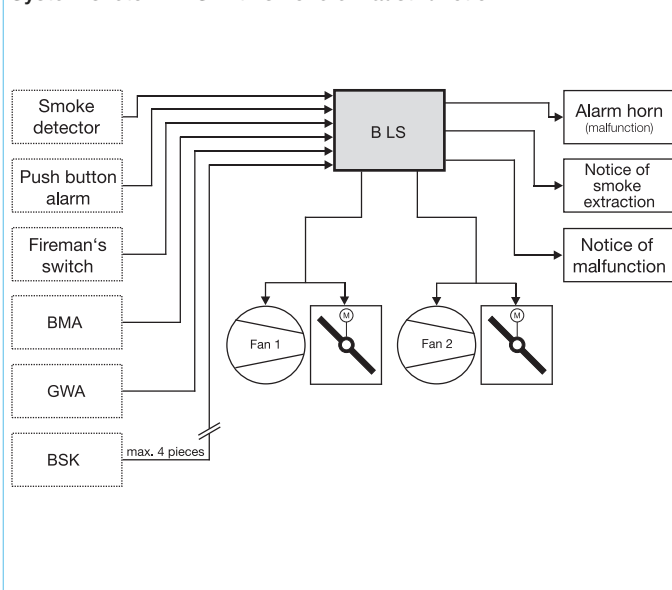 Smoke
detector
Push button
alarm
Fireman's
switch
BMA
GWA
BSK
max. 4 pieces
B LS
Alarm horn
(malfunction)
Notice of
smoke
extraction
Notice of
malfunction
Fan 1
M
Fan 2
M